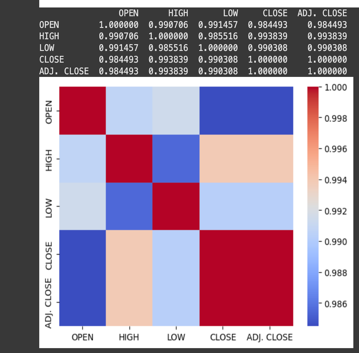 OPEN HIGH LOW CLOSE ADJ. CLOSE
OPEN 1.000000 0.990706 0.991457 0.984493 0.984493
HIGH 0.990706 1.000000 0.985516 0.993839 0.993839
LOW 0.991457 0.985516 1.000000 0.990308 0.990308
CLOSE 0.984493 0.993839 0.990308 1.000000 1.000000
ADJ. CLOSE 0.984493 0.993839 0.990308 1.000000 1.000000
OPEN
HIGH
LOW
CLOSE
ADJ. CLOSE
OPEN HIGH LOW CLOSE ADJ. CLOSE
1.000
0.998
0.996
0.994
0.992
0.990
0.988
0.986